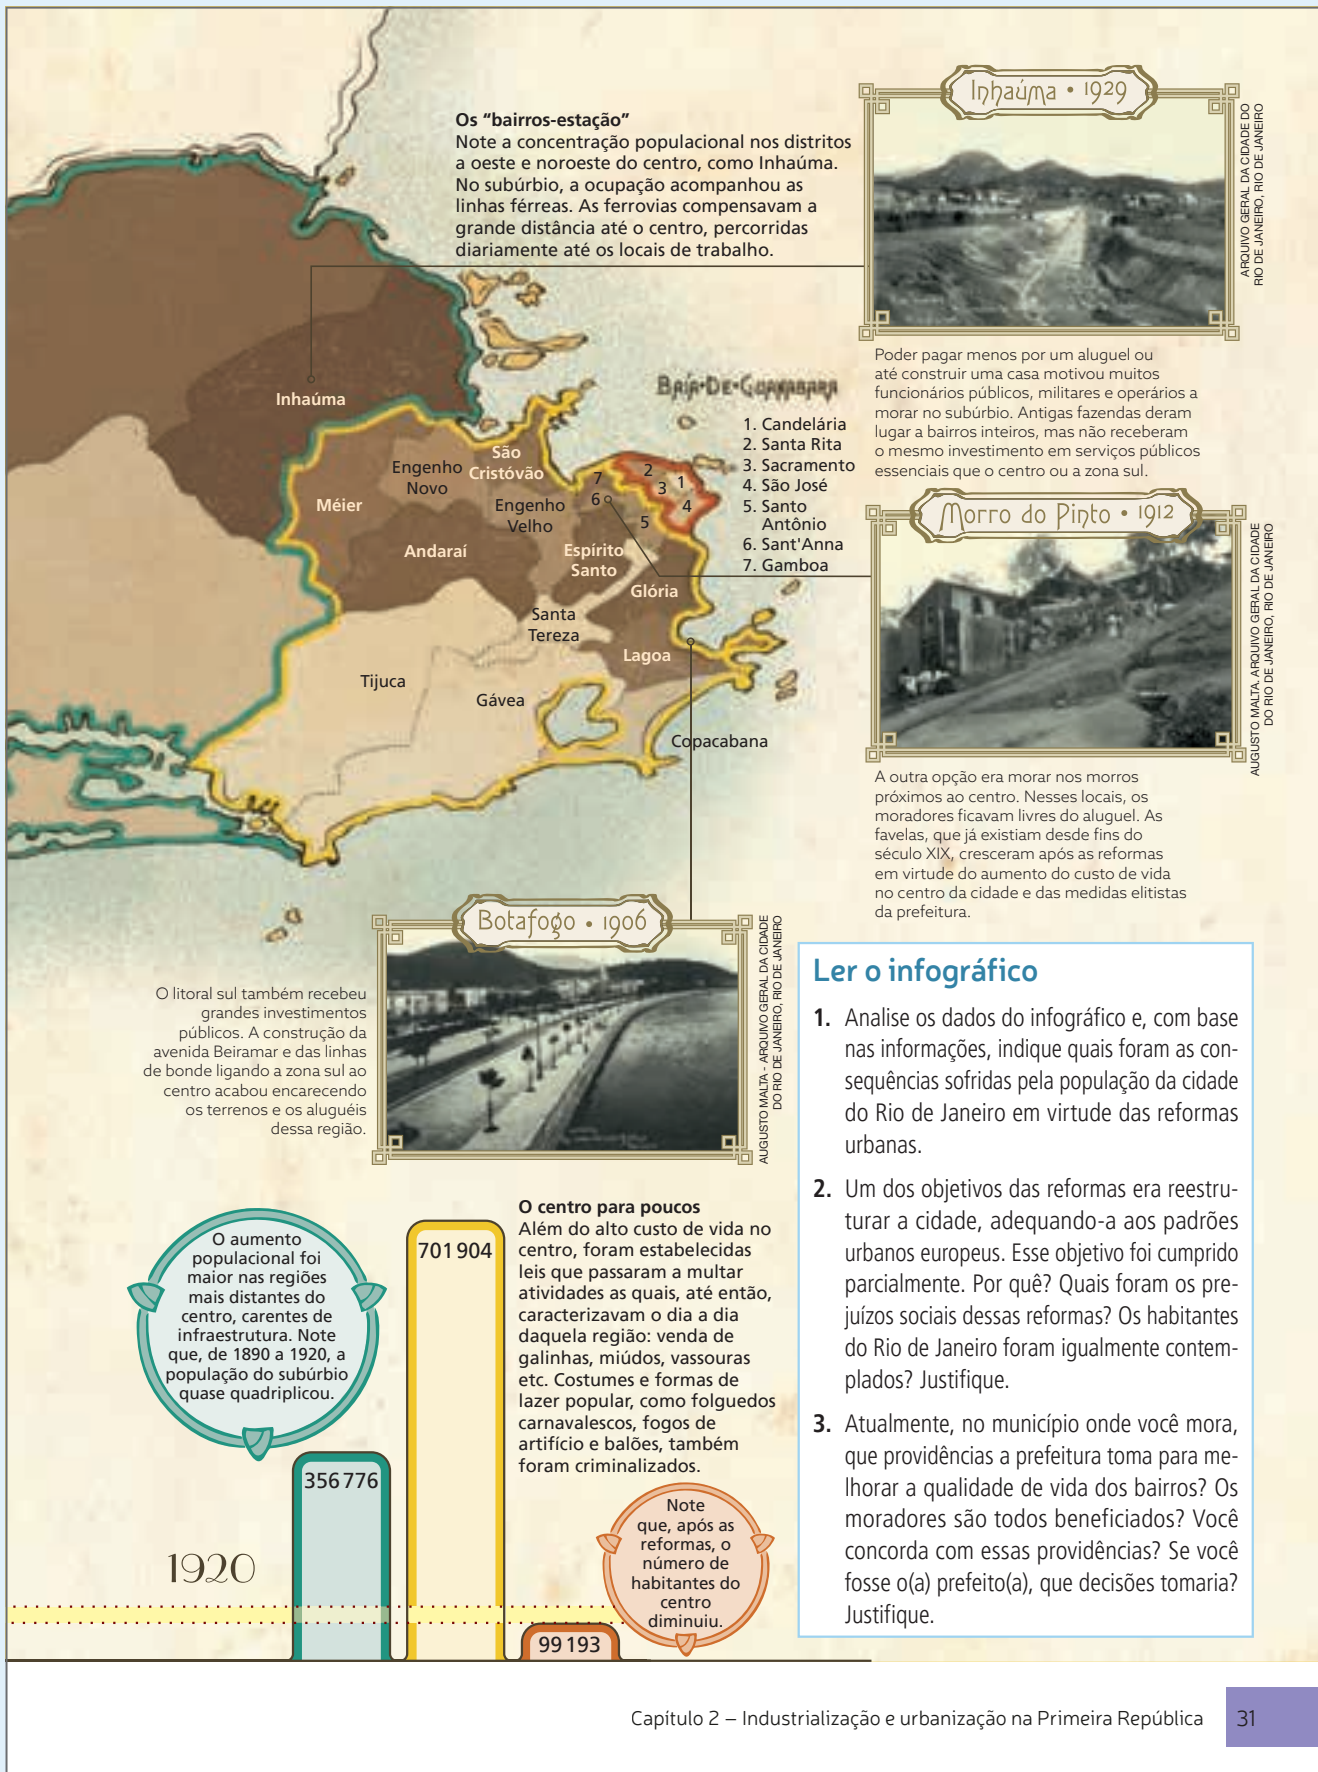 Os “bairros-estação”
Note a concentração populacional nos distritos
a oeste e noroeste do centro, como Inhaúma.
No subúrbio, a ocupação acompanhou as
linhas férreas. As ferrovias compensavam a
grande distância até o centro, percorridas
diariamente até os locais de trabalho.
Inhaúma • 1929
ARQUIVO GERAL DA CIDADE DO
RIO DE JANEIRO, RIO DE JANEIRO
Poder pagar menos por um aluguel ou
até construir uma casa motivou muitos
funcionários públicos, militares e operários a
morar no subúrbio. Antigas fazendas deram
lugar a bairros inteiros, mas não receberam
o mesmo investimento em serviços públicos
essenciais que o centro ou a zona sul.
BAÍA-DE-GUANABARA
1. Candelária
2. Santa Rita
3. Sacramento
4. São José
5. Santo
Antônio
6. Sant'Anna
7. Gamboa
Inhaúma
São
Cristóvão
Engenho
Novo
Méier
Engenho
Velho
Andaraí
Espírito
Santo
Glória
Santa
Tereza
Lagoa
Tijuca
Gávea
Copacabana
7
6
5
2
3
1
4
Morro do Pinto • 1912
AUGUSTO MALTA. ARQUIVO GERAL DA CIDADE
DO RIO DE JANEIRO, RIO DE JANEIRO
A outra opção era morar nos morros
próximos ao centro. Nesses locais, os
moradores ficavam livres do aluguel. As
favelas, que já existiam desde fins do
século XIX, cresceram após as reformas
em virtude do aumento do custo de vida
no centro da cidade e das medidas elitistas
da prefeitura.
Botafogo • 1906
AUGUSTO MALTA - ARQUIVO GERAL DA CIDADE
DO RIO DE JANEIRO, RIO DE JANEIRO
O litoral sul também recebeu
grandes investimentos
públicos. A construção da
avenida Beiramar e das linhas
de bonde ligando a zona sul ao
centro acabou encarecendo
os terrenos e os aluguéis
dessa região.
O aumento
populacional foi
maior nas regiões
mais distantes do
centro, carentes de
infraestrutura. Note
que, de 1890 a 1920, a
população do subúrbio
quase quadriplicou.
1920
356 776
701 904
99 193
O centro para poucos
Além do alto custo de vida no
centro, foram estabelecidas
leis que passaram a multar
atividades as quais, até então,
caracterizavam o dia a dia
daquela região: venda de
galinhas, miúdos, vassouras
etc. Costumes e formas de
lazer popular, como folguedos
carnavalescos, fogos de
artifício e balões, também
foram criminalizados.
Note
que, após as
reformas, o
número de
habitantes do
centro
diminuiu.
Ler o infográfico
1. Analise os dados do infográfico e, com base
nas informações, indique quais foram as con-
sequências sofridas pela população da cidade
do Rio de Janeiro em virtude das reformas
urbanas.
2. Um dos objetivos das reformas era reestru-
turar a cidade, adequando-a aos padrões
urbanos europeus. Esse objetivo foi cumprido
parcialmente. Por quê? Quais foram os pre-
juízos sociais dessas reformas? Os habitantes
do Rio de Janeiro foram igualmente contem-
plados? Justifique.
3. Atualmente, no município onde você mora,
que providências a prefeitura toma para me-
lhorar a qualidade de vida dos bairros? Os
moradores são todos beneficiados? Você
concorda com essas providências? Se você
fosse o(a) prefeito(a), que decisões tomaria?
Justifique.
Capítulo 2 – Industrialização e urbanização na Primeira República
31